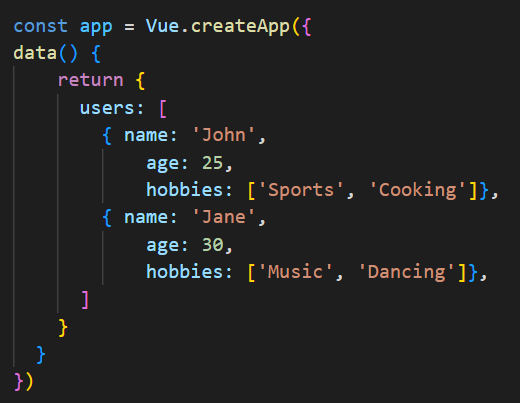 const app = Vue.createApp({
data() {
    return {
      users: [
        { name: 'John',
            age: 25,
            hobbies: ['Sports', 'Cooking']},
        { name: 'Jane',
            age: 30,
            hobbies: ['Music', 'Dancing']},
      ]
    }
  }
})